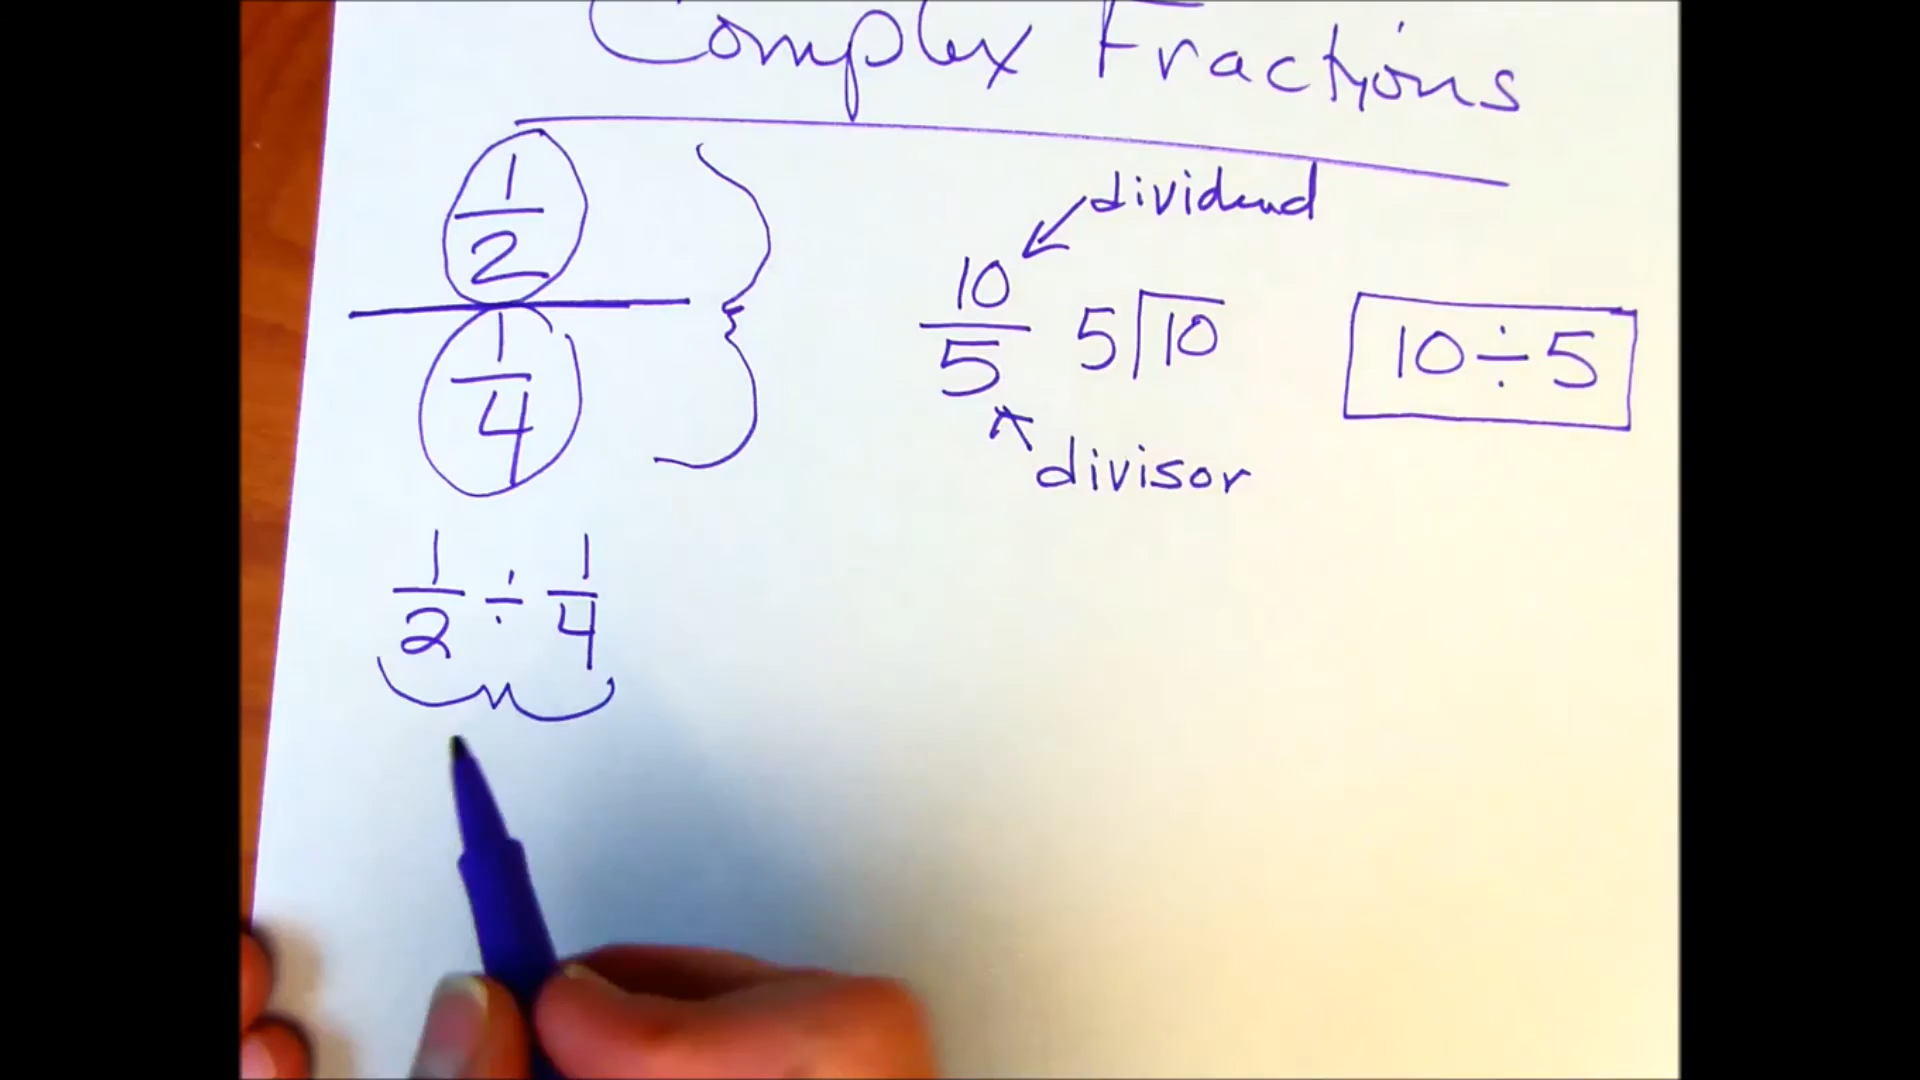 Complex Fractions
1/2
1/4
dividend
10/5
5⟌10
10÷5
divisor
1/2 ÷ 1/4